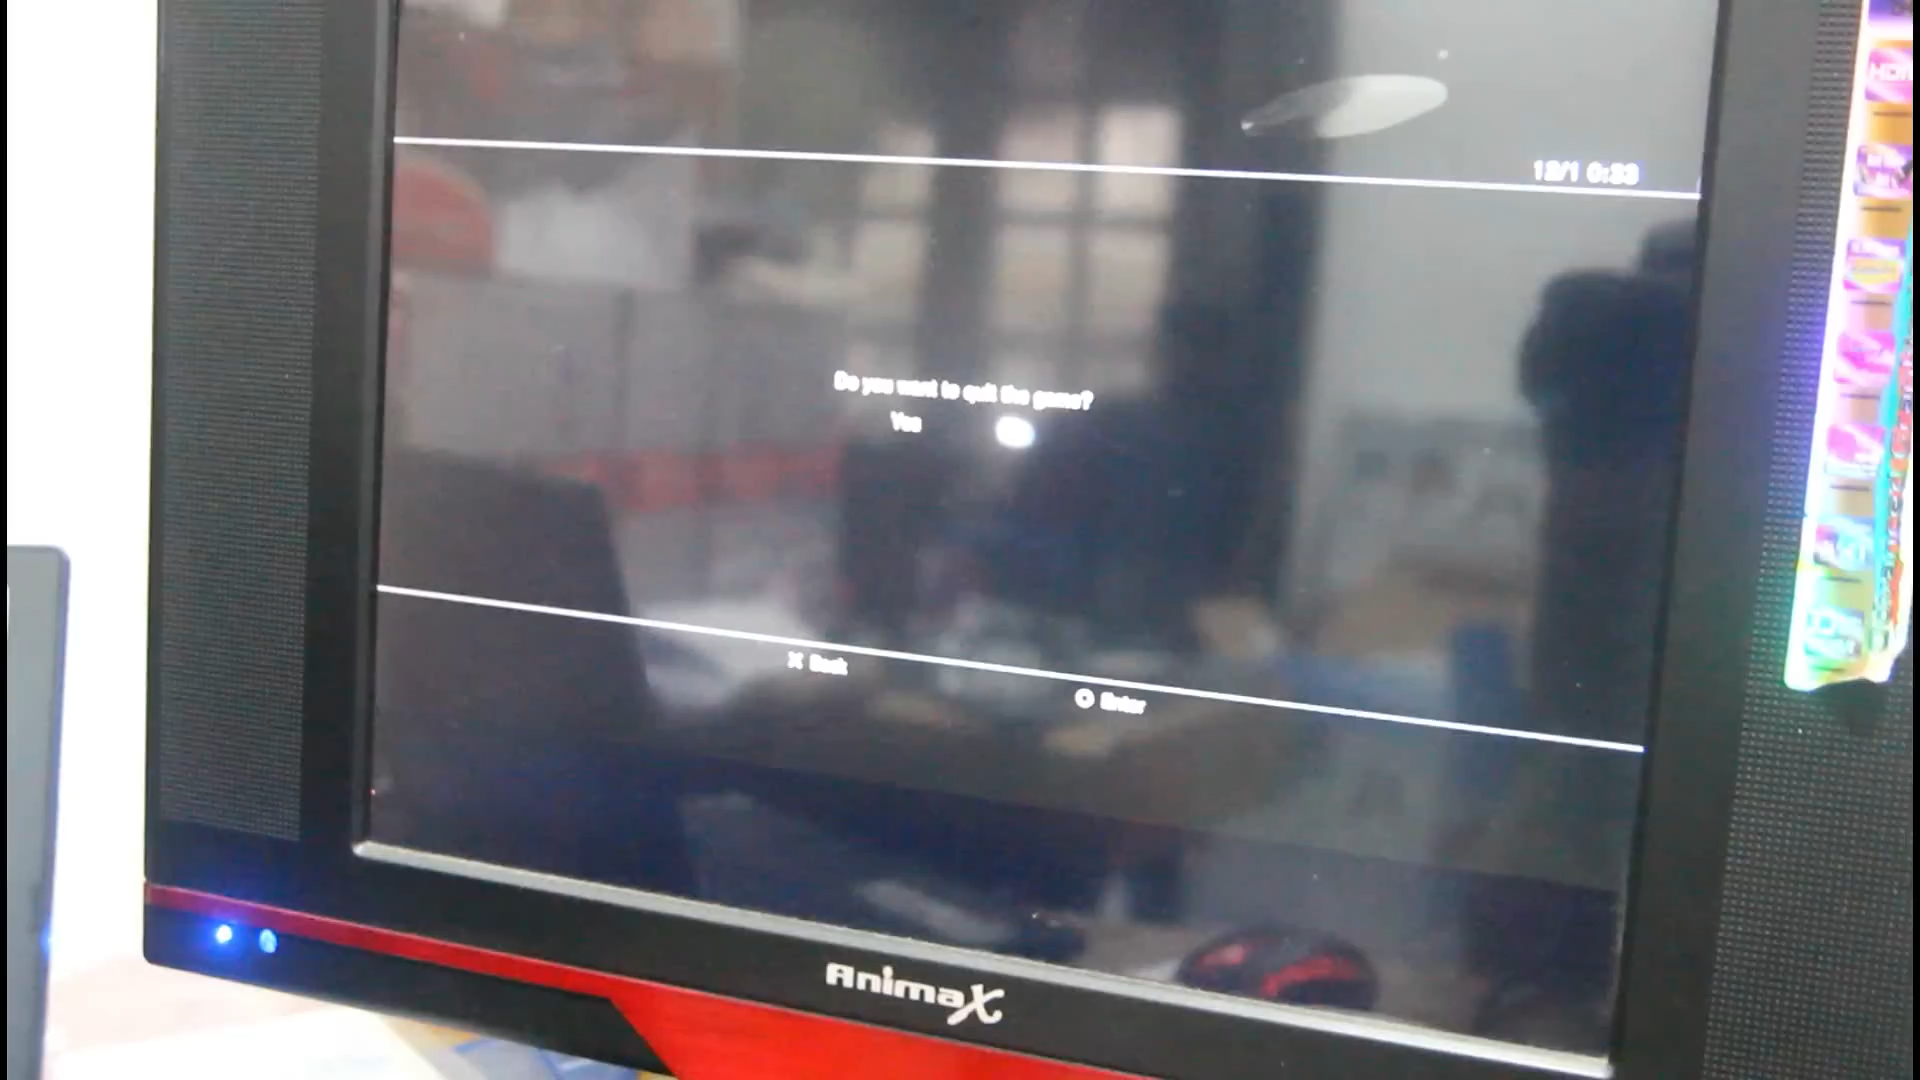 12/1 0:33
Do you want to quit the game?
Yes
X Back
O Enter
AnimaX